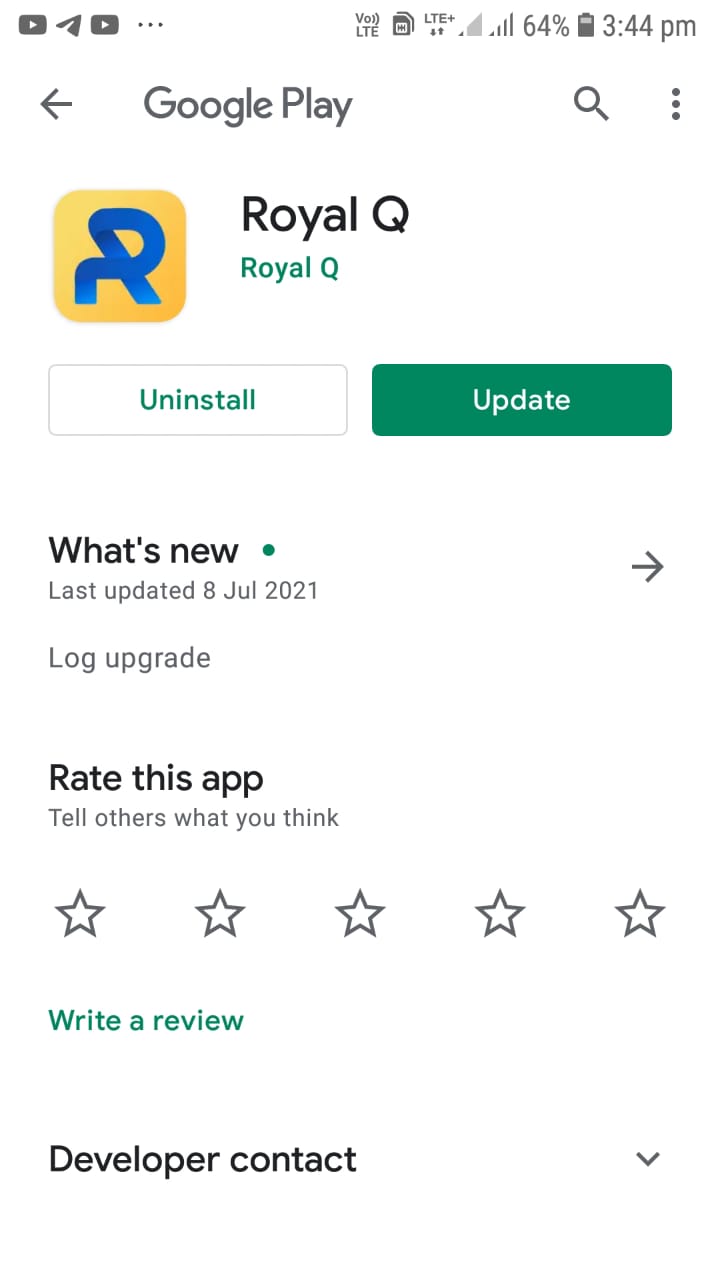 Vo)) LTE LTE+ 64% 3:44 pm
Google Play
Royal Q
Royal Q
Uninstall
Update
What's new
Last updated 8 Jul 2021
Log upgrade
Rate this app
Tell others what you think
Write a review
Developer contact